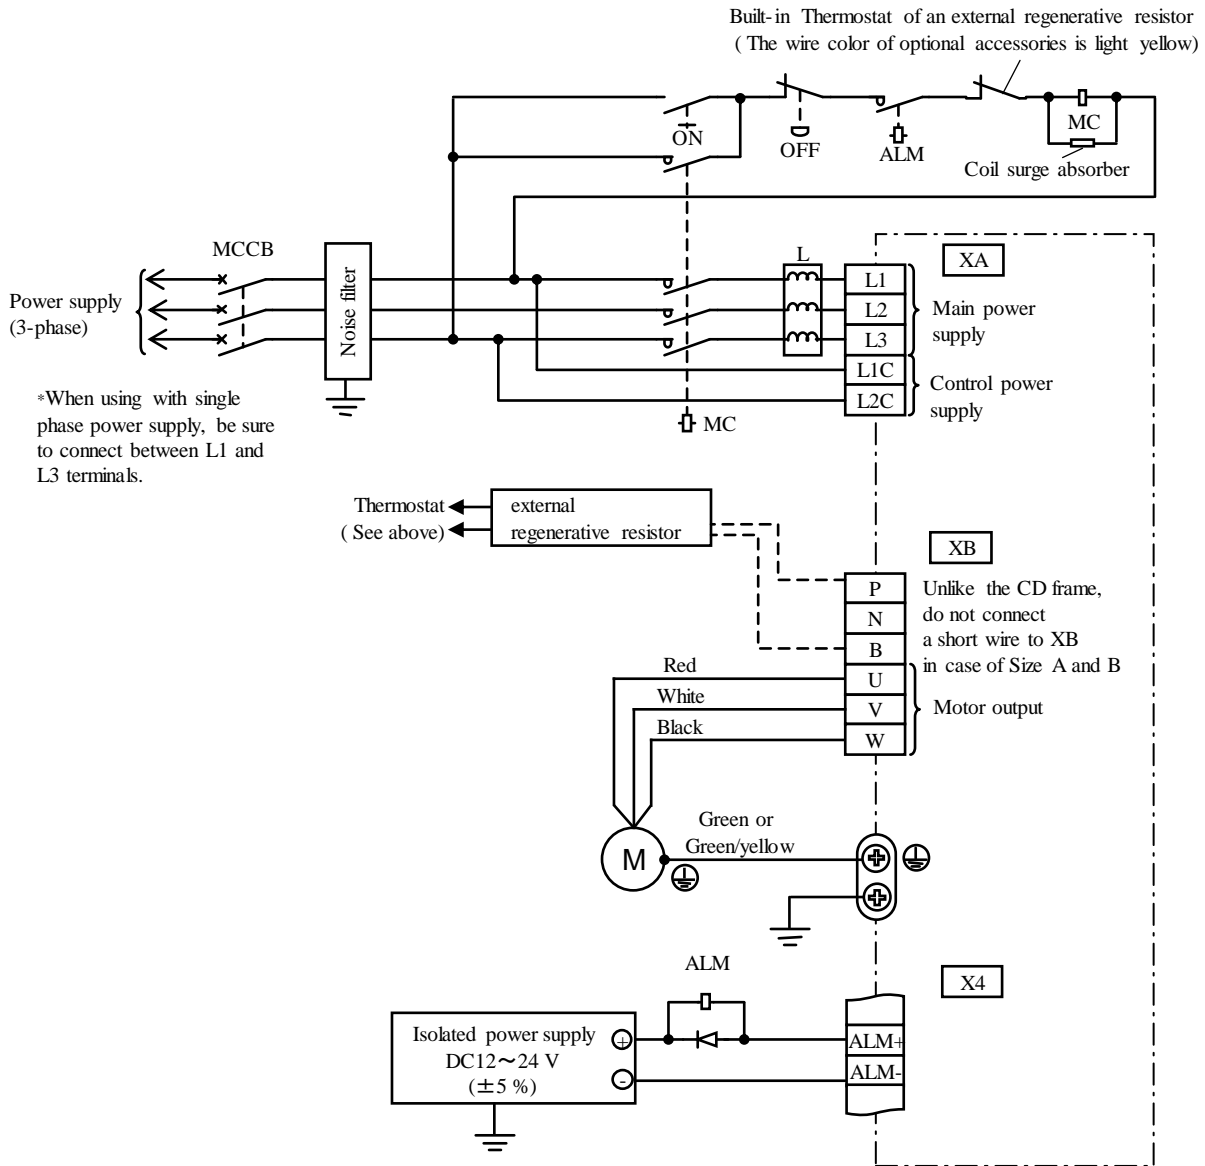 Built-in Thermostat of an external regenerative resistor
( The wire color of optional accessories is light yellow)
ON
OFF
ALM
MC
Coil surge absorber
MCCB
Noise filter
L
XA
Power supply
(3-phase)
L1
L2
L3
L1C
L2C
Main power
supply
Control power
supply
MC
*When using with single
phase power supply, be sure
to connect between L1 and
L3 terminals.
Thermostat
( See above)
external
regenerative resistor
XB
P
N
B
U
V
W
Unlike the CD frame,
do not connect
a short wire to XB
in case of Size A and B
Red
White
Black
Motor output
M
Green or
Green/yellow
ALM
X4
Isolated power supply
DC12～24 V
(±5 %)
+
-
ALM+
ALM-